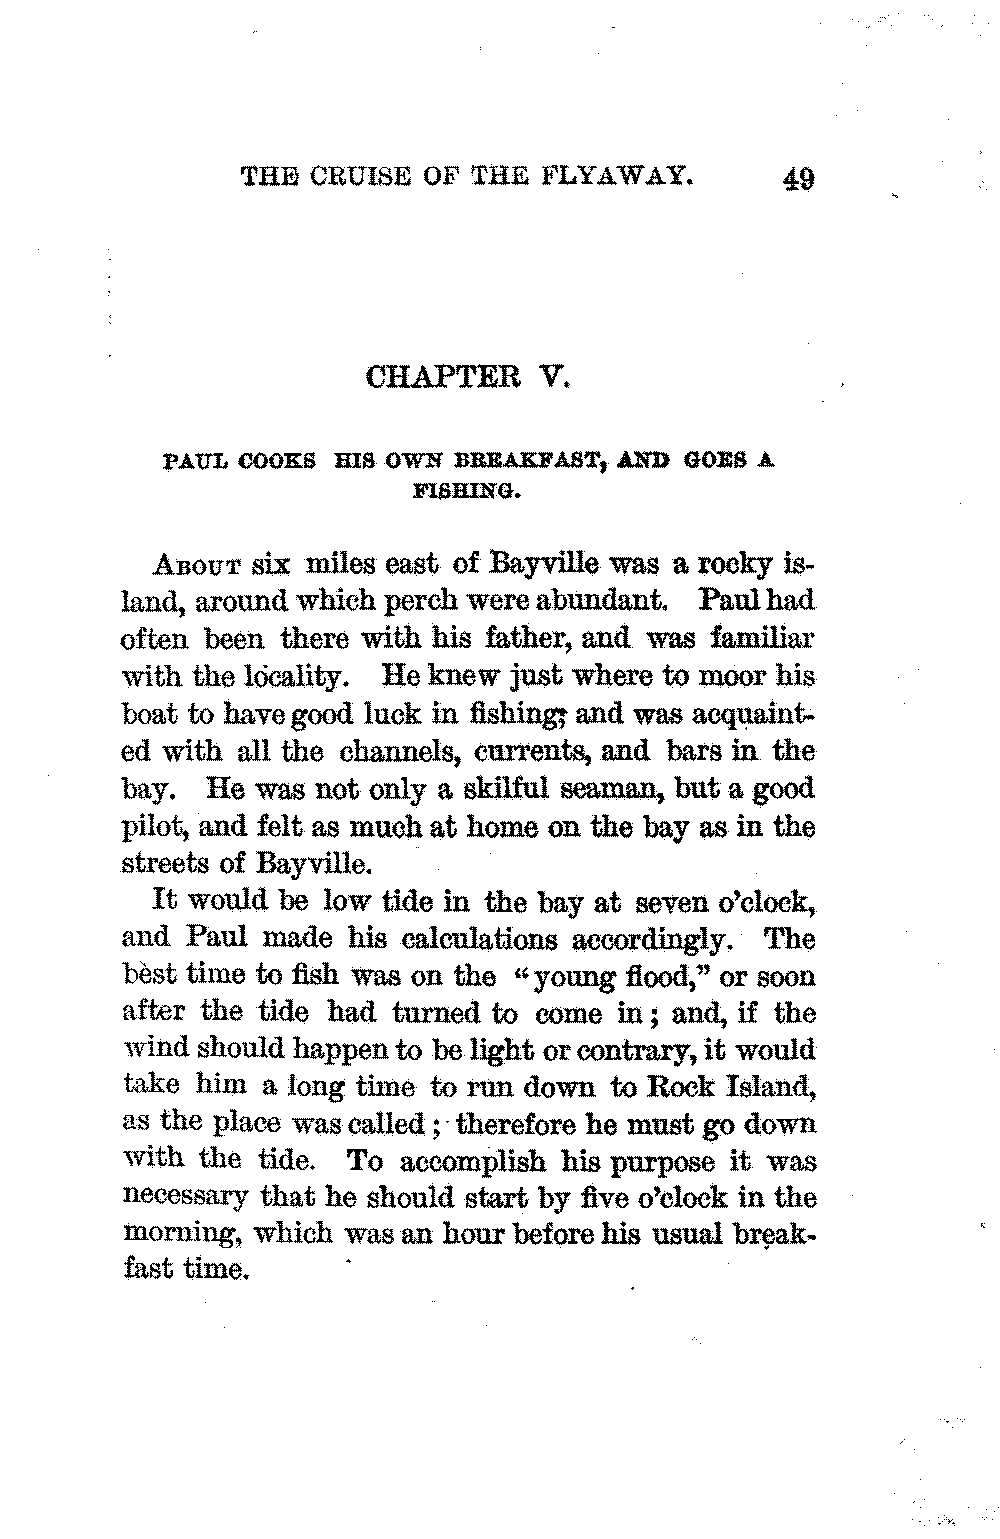 THE CRUISE OF THE FLYAWAY. 49
CHAPTER V.
PAUL COOKS HIS OWN BREAKFAST, AND GOES A
FISHING.
ABOUT six miles east of Bayville was a rocky is-
land, around which perch were abundant. Paul had
often been there with his father, and was familiar
with the locality. He knew just where to moor his
boat to have good luck in fishing; and was acquaint-
ed with all the channels, currents, and bars in the
bay. He was not only a skilful seaman, but a good
pilot, and felt as much at home on the bay as in the
streets of Bayville.
It would be low tide in the bay at seven o'clock,
and Paul made his calculations accordingly. The
best time to fish was on the "young flood," or soon
after the tide had turned to come in; and, if the
wind should happen to be light or contrary, it would
take him a long time to run down to Rock Island,
as the place was called; therefore he must go down
with the tide. To accomplish his purpose it was
necessary that he should start by five o'clock in the
morning, which was an hour before his usual break-
fast time.